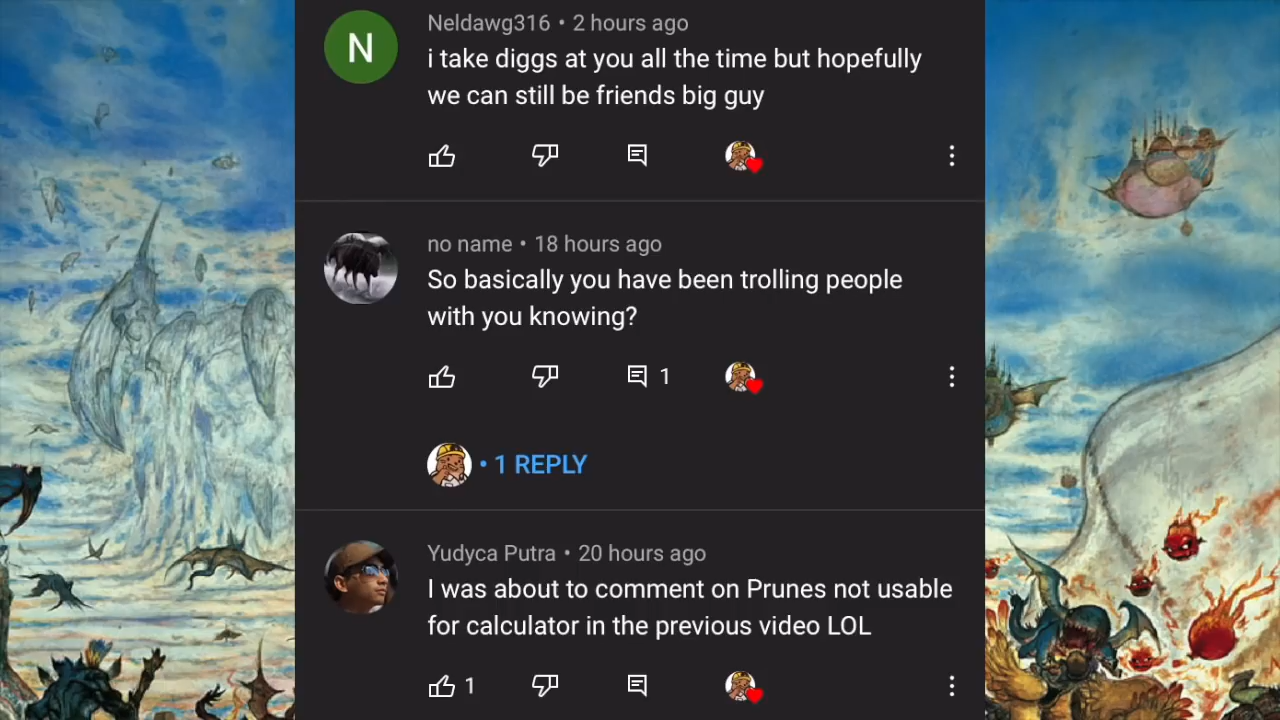 N
Neldawg316 • 2 hours ago
i take diggs at you all the time but hopefully
we can still be friends big guy
no name • 18 hours ago
So basically you have been trolling people
with you knowing?
1
• 1 REPLY
Yudyca Putra • 20 hours ago
I was about to comment on Prunes not usable
for calculator in the previous video LOL
1